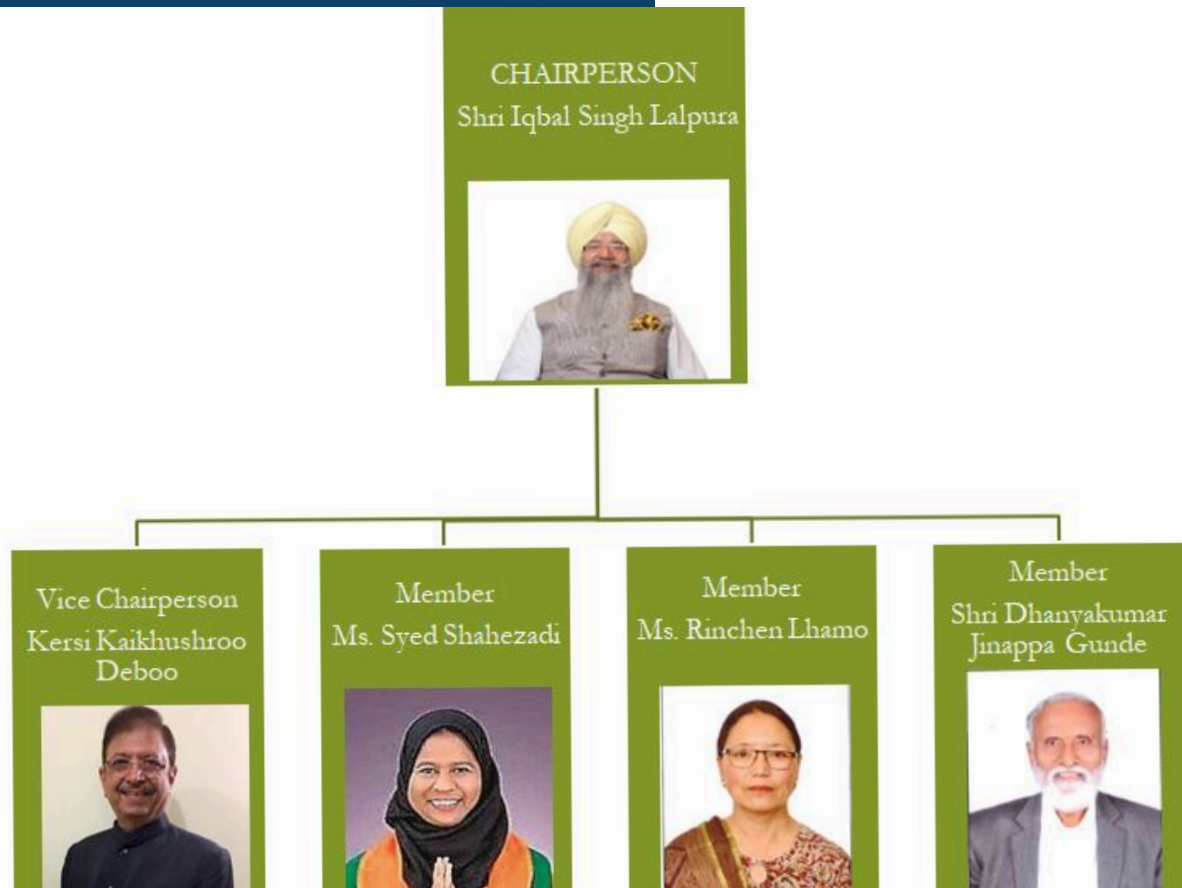 CHAIRPERSON
Shri Iqbal Singh Lalpura
Vice Chairperson
Kersi Kaikhushroo
Deboo
Member
Ms. Syed Shahezadi
Member
Ms. Rinchen Lhamo
Member
Shri Dhanyakumar
Jinappa Gunde